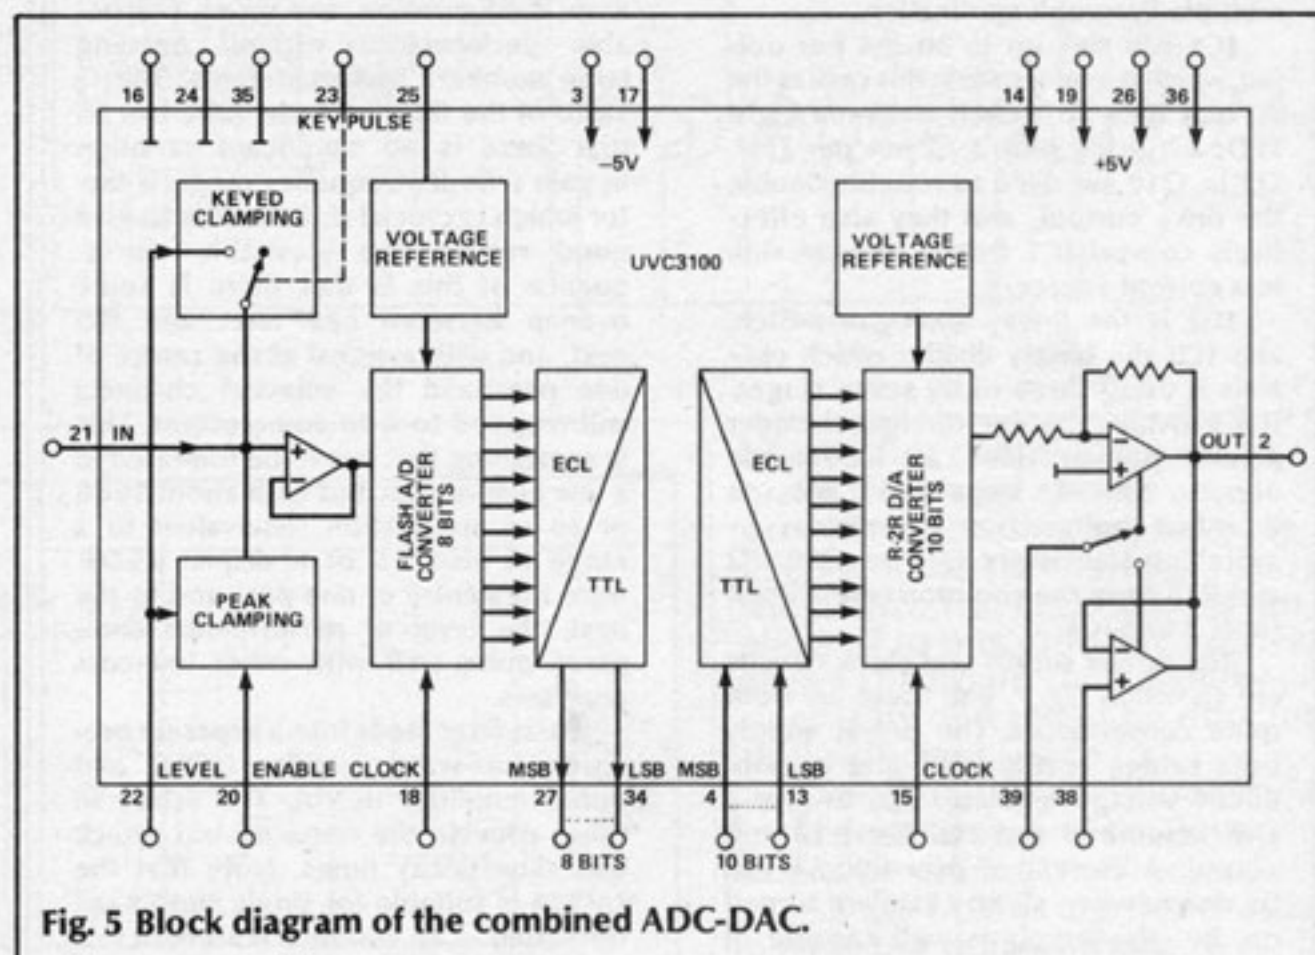 16 24 35 23 25 3 17 14 19 26 36
KEY PULSE
−5V
+5V
KEYED
CLAMPING
VOLTAGE
REFERENCE
UVC3100
VOLTAGE
REFERENCE
21 IN
FLASH A/D
CONVERTER
8 BITS
ECL
TTL
ECL
TTL
R-2R D/A
CONVERTER
10 BITS
OUT 2
PEAK
CLAMPING
LEVEL ENABLE CLOCK MSB LSB MSB LSB CLOCK
22 20 18 27 34 4 13 15 39 38
8 BITS 10 BITS
Fig. 5 Block diagram of the combined ADC-DAC.